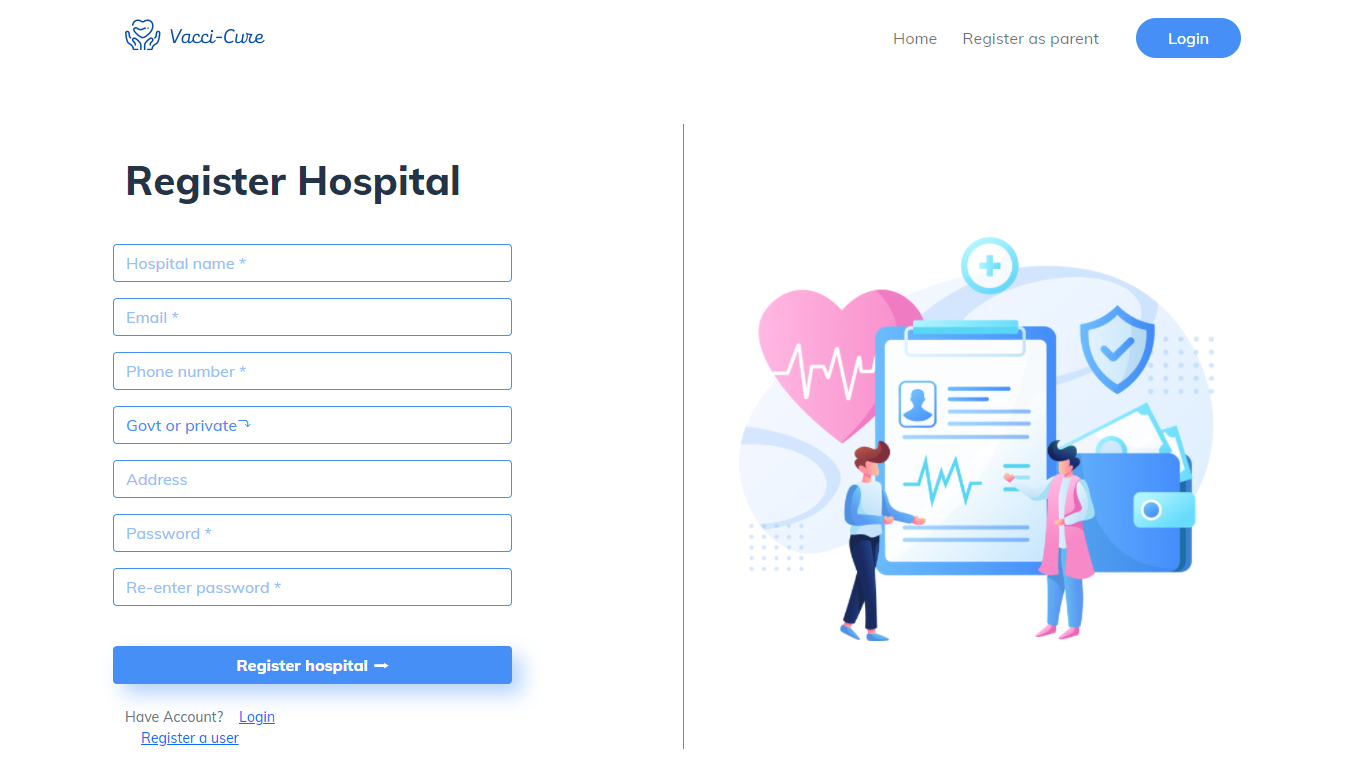 Vacci-Cure
Home Register as parent Login
Register Hospital
Hospital name *
Email *
Phone number *
Govt or private
Address
Password *
Re-enter password *
Register hospital ➞
Have Account? Login
Register a user